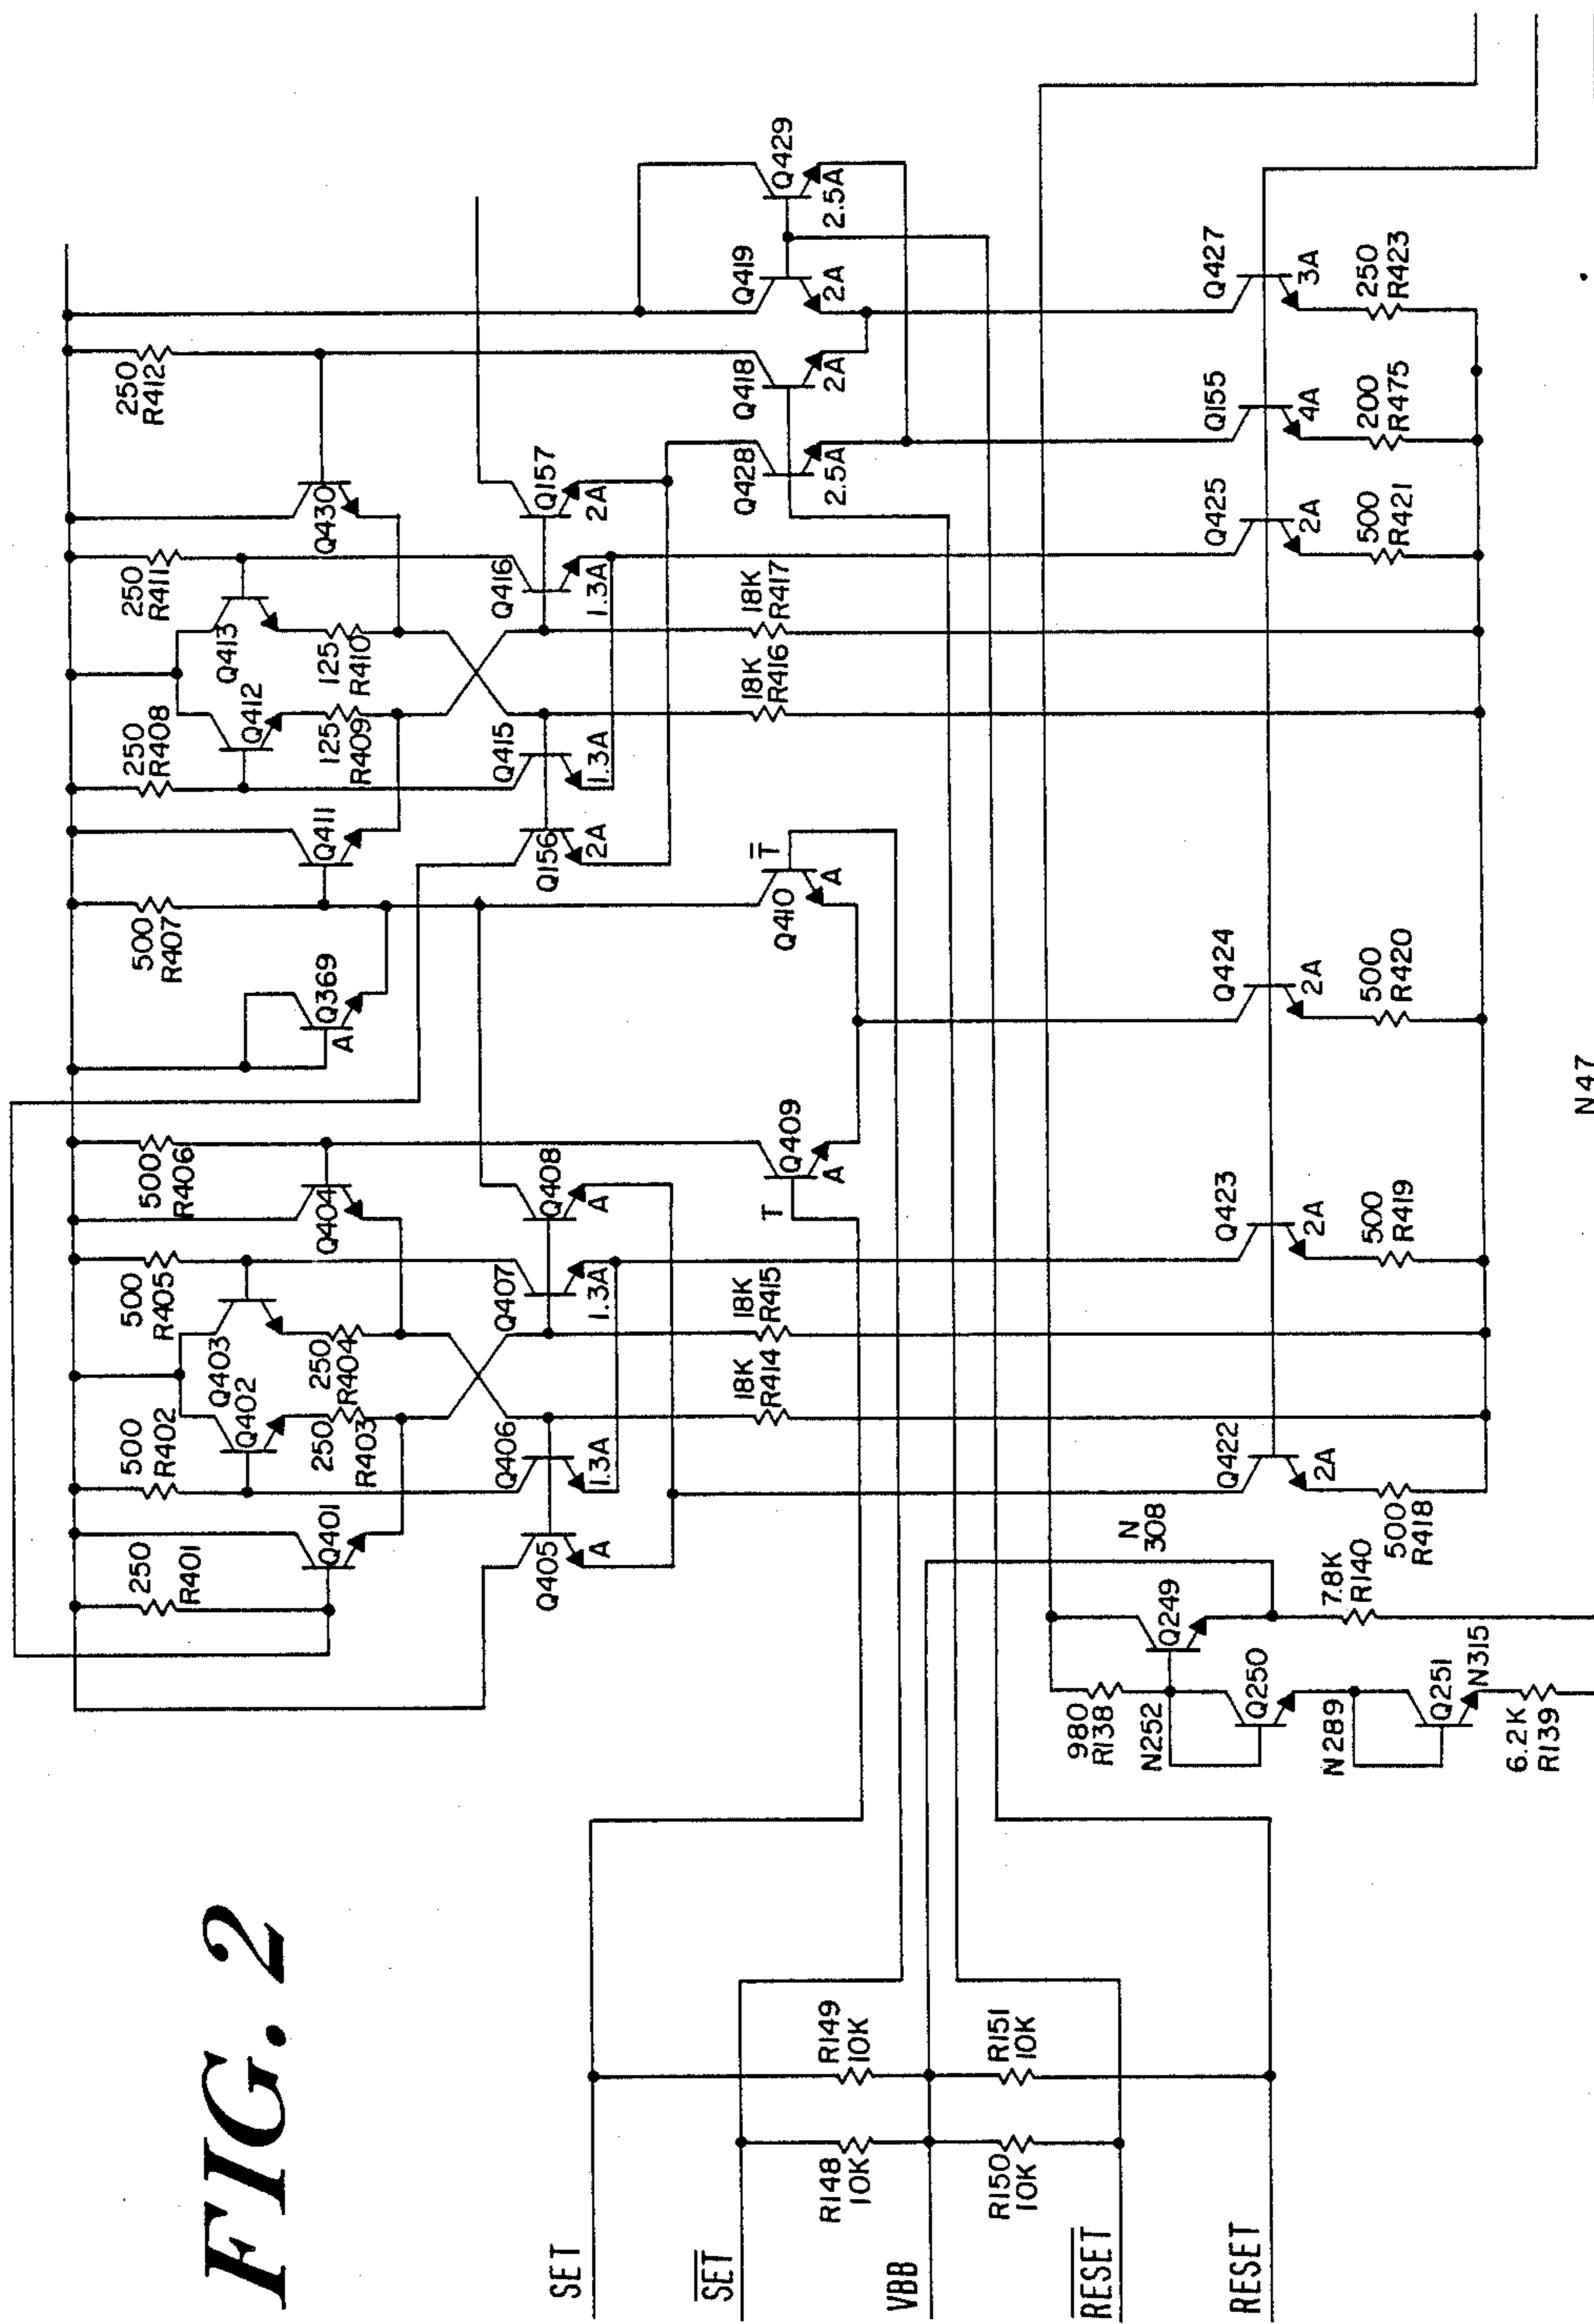 FIG. 2
250
R401
Q401
500
R402
Q402
Q403
250
R403
250
R404
500
R405
Q404
500
R406
Q369
A
500
R407
Q411
250
R408
Q412
Q413
125
R409
125
R410
250
R411
Q430
250
R412
Q405
A
Q406
1.3A
Q407
1.3A
Q408
A
Q156
2A
Q415
1.3A
Q416
1.3A
Q157
2A
18K
R414
18K
R415
T
Q409
A
Q410
T̅
A
18K
R416
18K
R417
Q428
2.5A
Q418
2A
Q419
2A
Q429
2.5A
SET
S̅E̅T̅
VBB
R̅E̅S̅E̅T̅
RESET
R148
10K
R149
10K
R150
10K
R151
10K
980
R138
N252
Q249
Q250
N289
Q251
N315
6.2K
R139
7.8K
R140
N
308
Q422
2A
500
R418
Q423
2A
500
R419
Q424
2A
500
R420
Q425
2A
500
R421
Q155
4A
200
R475
Q427
3A
250
R423
N47